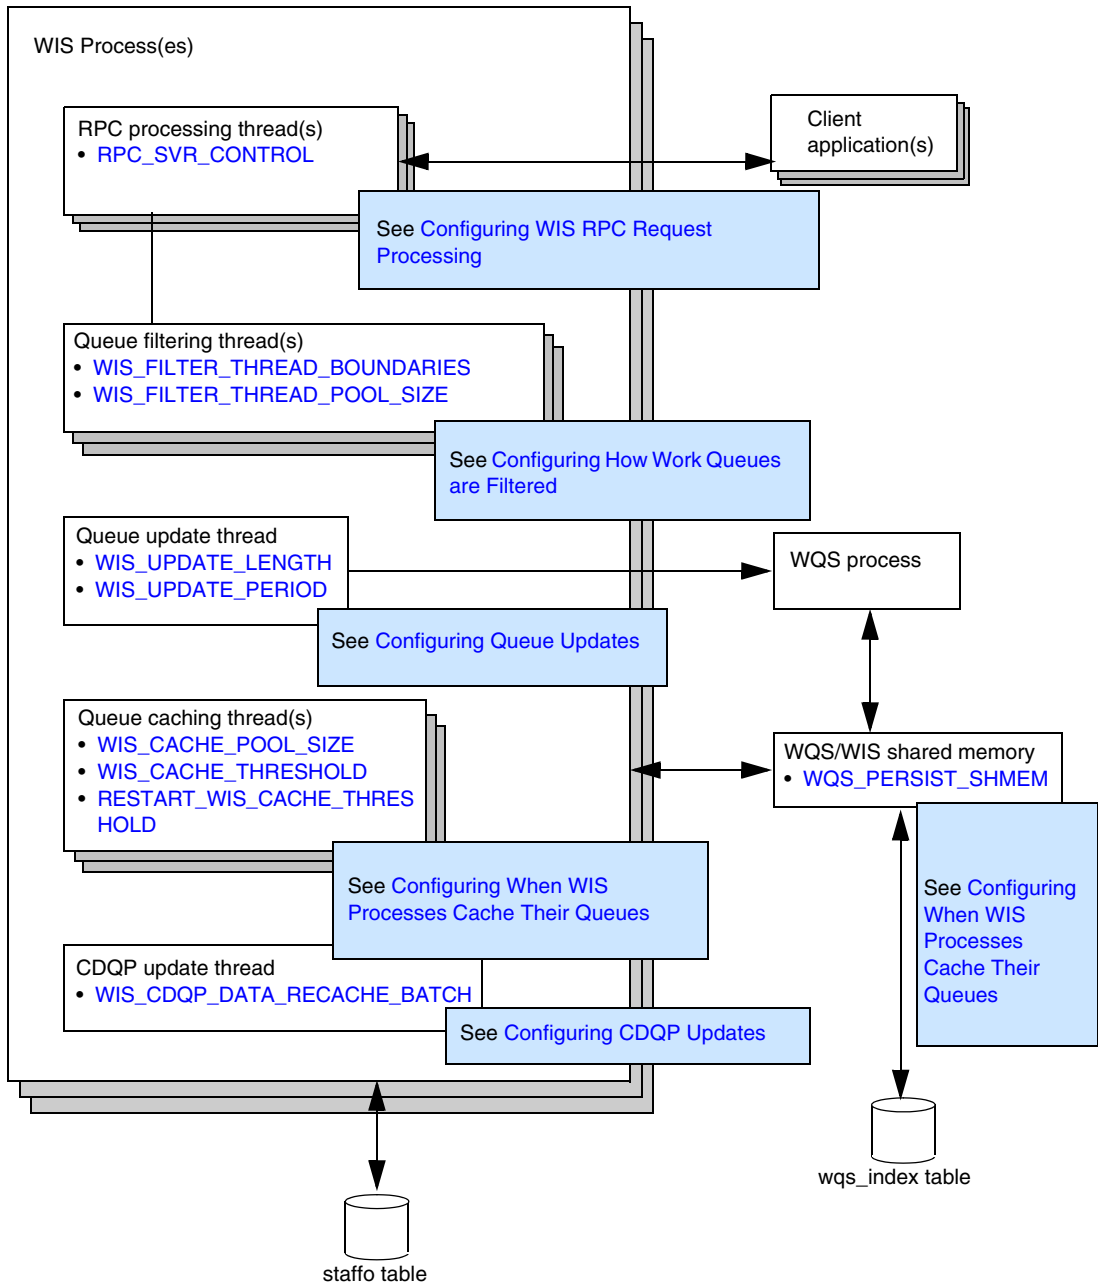 WIS Process(es)
RPC processing thread(s)
• RPC_SVR_CONTROL
Client
application(s)
See Configuring WIS RPC Request
Processing
Queue filtering thread(s)
• WIS_FILTER_THREAD_BOUNDARIES
• WIS_FILTER_THREAD_POOL_SIZE
See Configuring How Work Queues
are Filtered
Queue update thread
• WIS_UPDATE_LENGTH
• WIS_UPDATE_PERIOD
WQS process
See Configuring Queue Updates
Queue caching thread(s)
• WIS_CACHE_POOL_SIZE
• WIS_CACHE_THRESHOLD
• RESTART_WIS_CACHE_THRES
HOLD
WQS/WIS shared memory
• WQS_PERSIST_SHMEM
See Configuring When WIS
Processes Cache Their Queues
See Configuring
When WIS
Processes
Cache Their
Queues
CDQP update thread
• WIS_CDQP_DATA_RECACHE_BATCH
See Configuring CDQP Updates
wqs_index table
staffo table